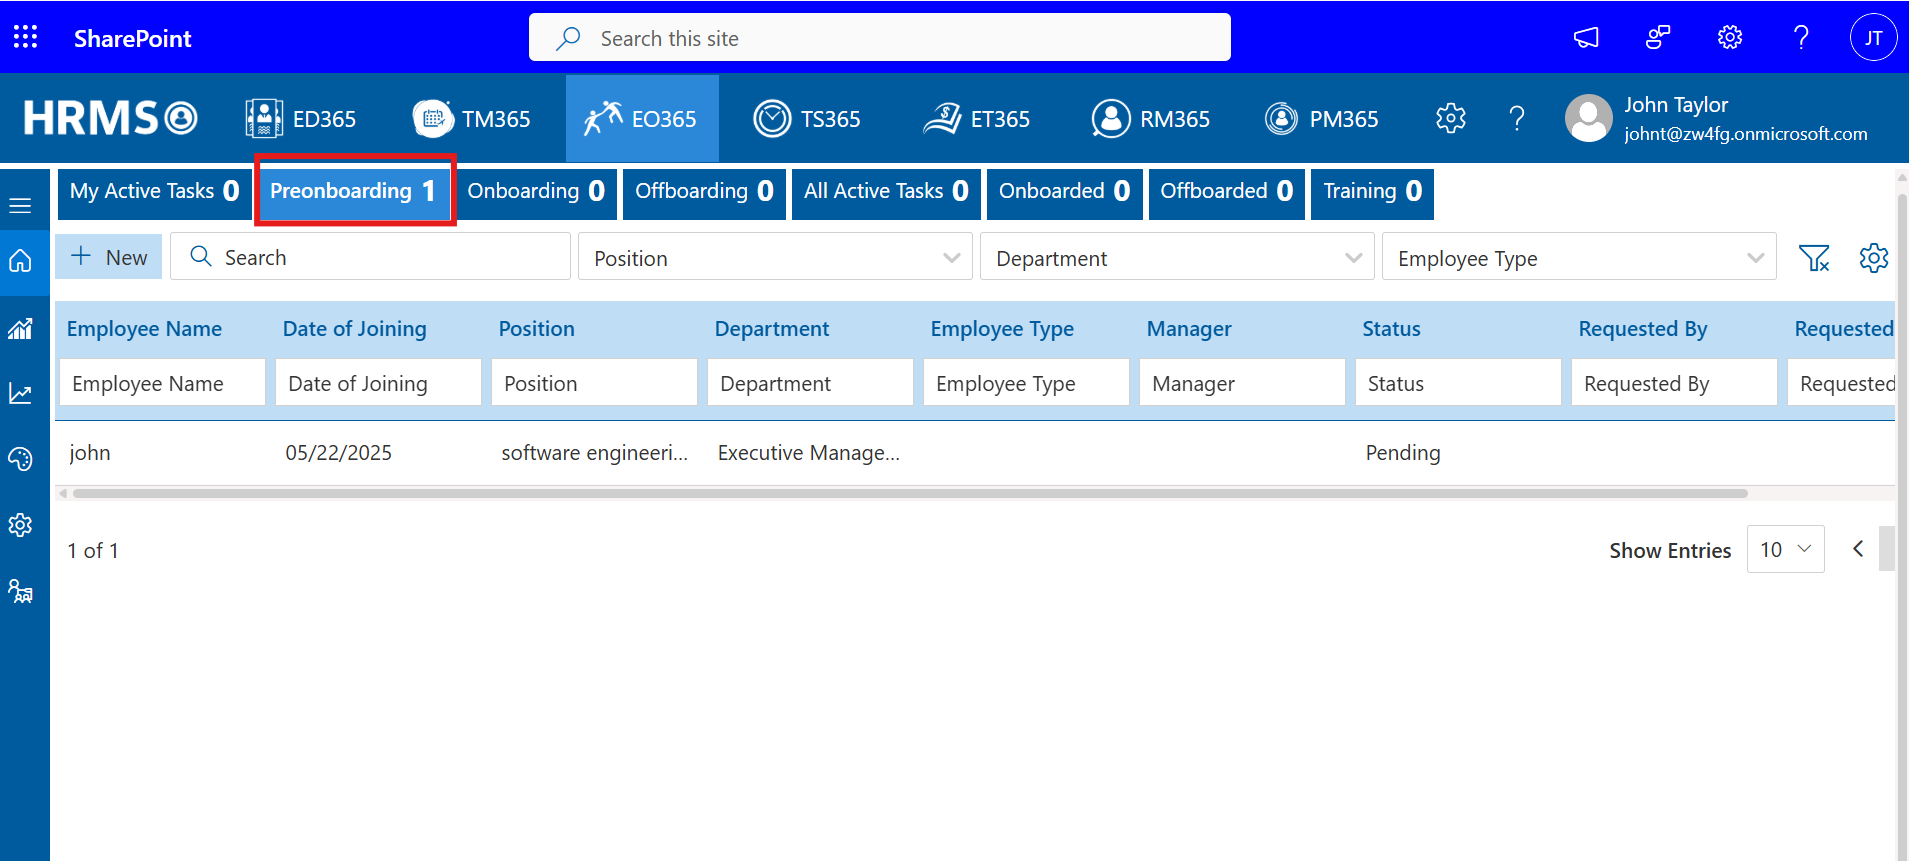 SharePoint
Search this site
JT
HRMS
ED365
TM365
EO365
TS365
ET365
RM365
PM365
John Taylor
johnt@zw4fg.onmicrosoft.com
My Active Tasks 0
Preonboarding 1
Onboarding 0
Offboarding 0
All Active Tasks 0
Onboarded 0
Offboarded 0
Training 0
New
Search
Position
Department
Employee Type
Employee Name
Date of Joining
Position
Department
Employee Type
Manager
Status
Requested By
Requested
Employee Name
Date of Joining
Position
Department
Employee Type
Manager
Status
Requested By
Requested
john
05/22/2025
software engineeri...
Executive Manage...
Pending
1 of 1
Show Entries
10